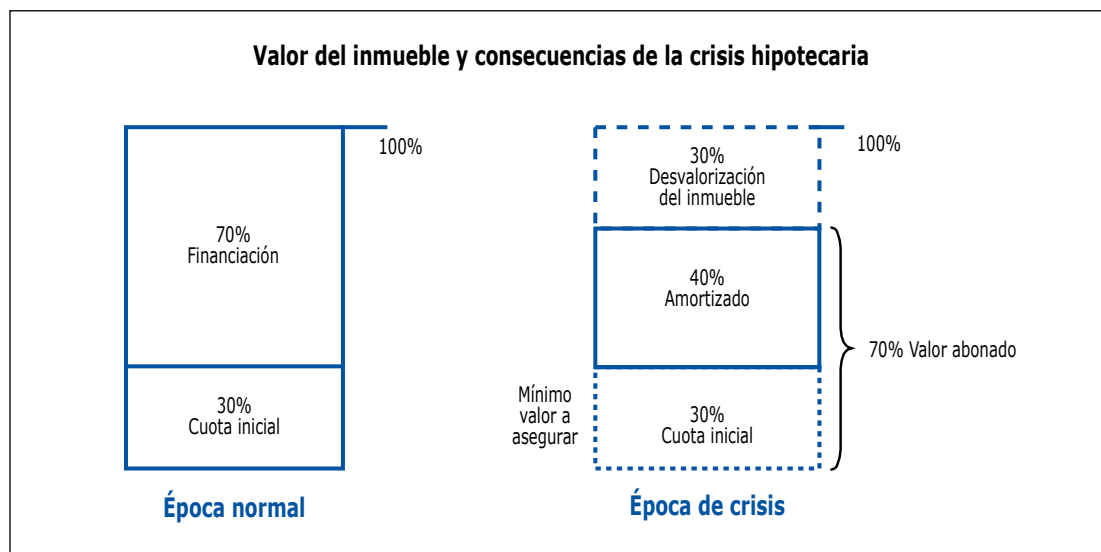 Valor del inmueble y consecuencias de la crisis hipotecaria
100%
70%
Financiación
30%
Cuota inicial
Época normal
100%
30%
Desvalorización
del inmueble
40%
Amortizado
70% Valor abonado
Mínimo
valor a
asegurar
30%
Cuota inicial
Época de crisis